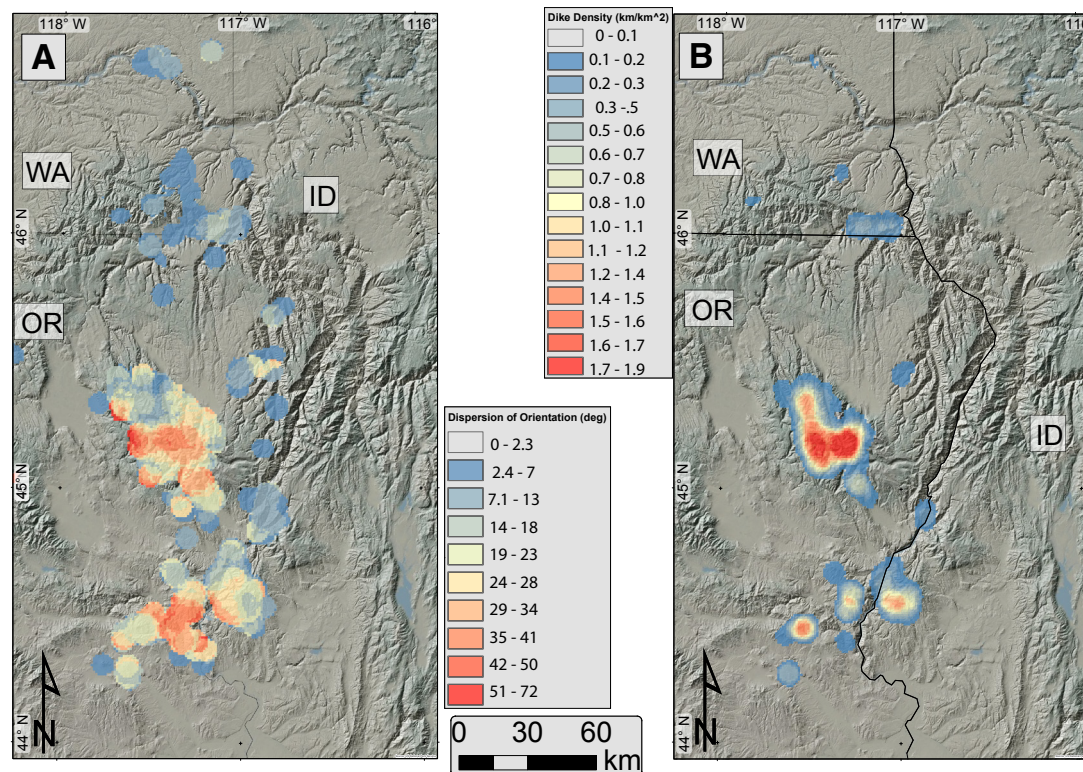 118° W
117° W
116°
A
WA
ID
46° N
OR
45° N
44° N
N
Dike Density (km/km^2)
0 - 0.1
0.1 - 0.2
0.2 - 0.3
0.3 -.5
0.5 - 0.6
0.6 - 0.7
0.7 - 0.8
0.8 - 1.0
1.0 - 1.1
1.1 - 1.2
1.2 - 1.4
1.4 - 1.5
1.5 - 1.6
1.6 - 1.7
1.7 - 1.9
Dispersion of Orientation (deg)
0 - 2.3
2.4 - 7
7.1 - 13
14 - 18
19 - 23
24 - 28
29 - 34
35 - 41
42 - 50
51 - 72
0 30 60
km
118° W
117° W
B
WA
46° N
OR
ID
45° N
44° N
N